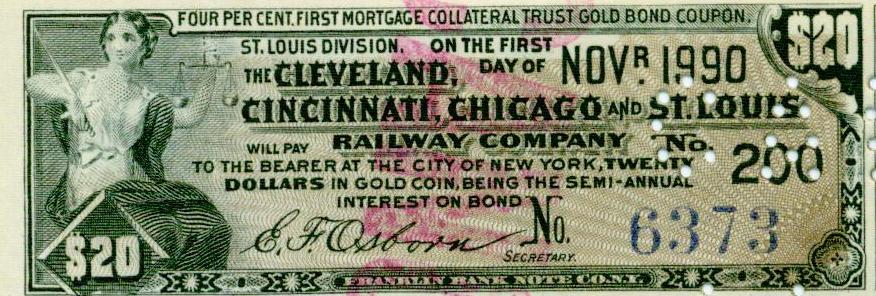 FOUR PER CENT. FIRST MORTGAGE COLLATERAL TRUST GOLD BOND COUPON.
$20
ST. LOUIS DIVISION. ON THE FIRST
THE CLEVELAND, DAY OF NOVR. 1990
CINCINNATI, CHICAGO AND ST. LOUIS
WILL PAY RAILWAY COMPANY No. 200
TO THE BEARER AT THE CITY OF NEW YORK, TWENTY
DOLLARS IN GOLD COIN, BEING THE SEMI-ANNUAL
INTEREST ON BOND No. 6373
E. F. Osborn
SECRETARY.
$20
FRANKLIN BANK NOTE CO. N.Y.